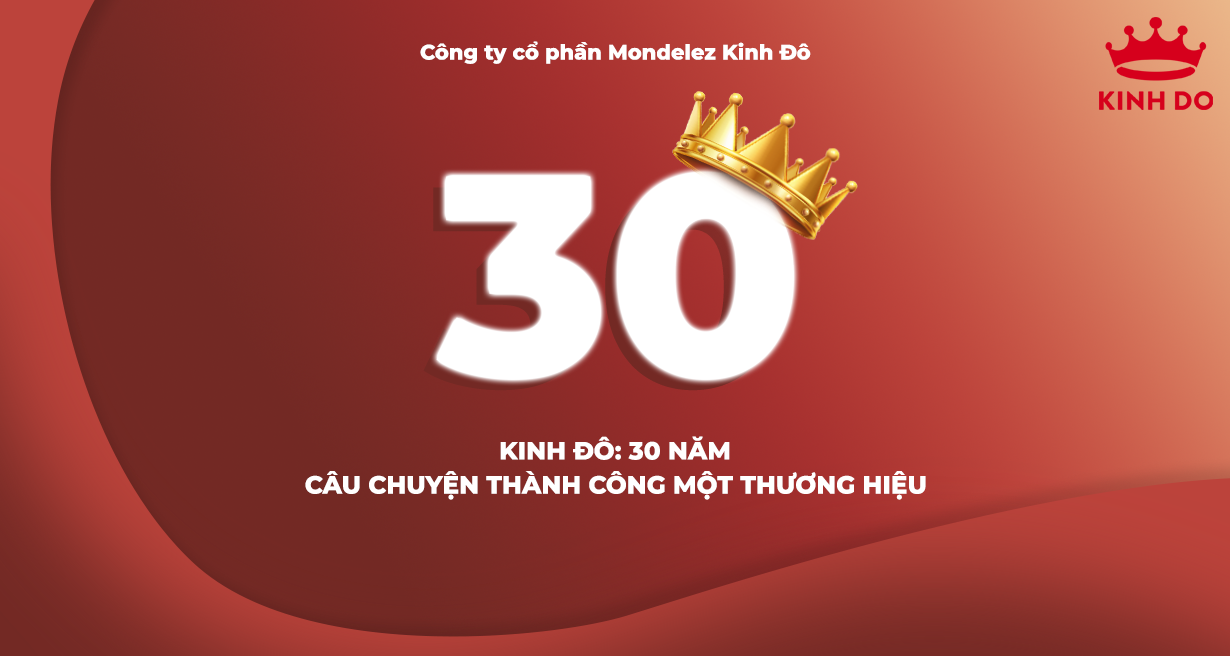 Công ty cổ phần Mondelez Kinh Đô
KINH DO
30
KINH ĐÔ: 30 NĂM
CÂU CHUYỆN THÀNH CÔNG MỘT THƯƠNG HIỆU